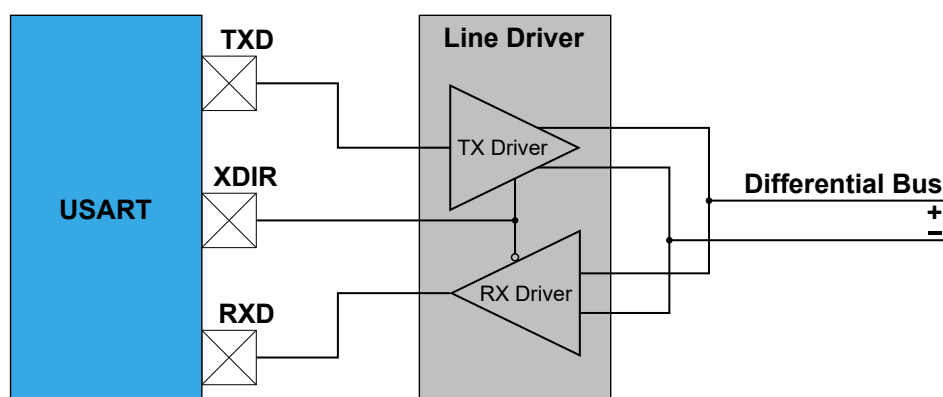 TXD
Line Driver
TX Driver
XDIR
USART
Differential Bus
+
−
RX Driver
RXD